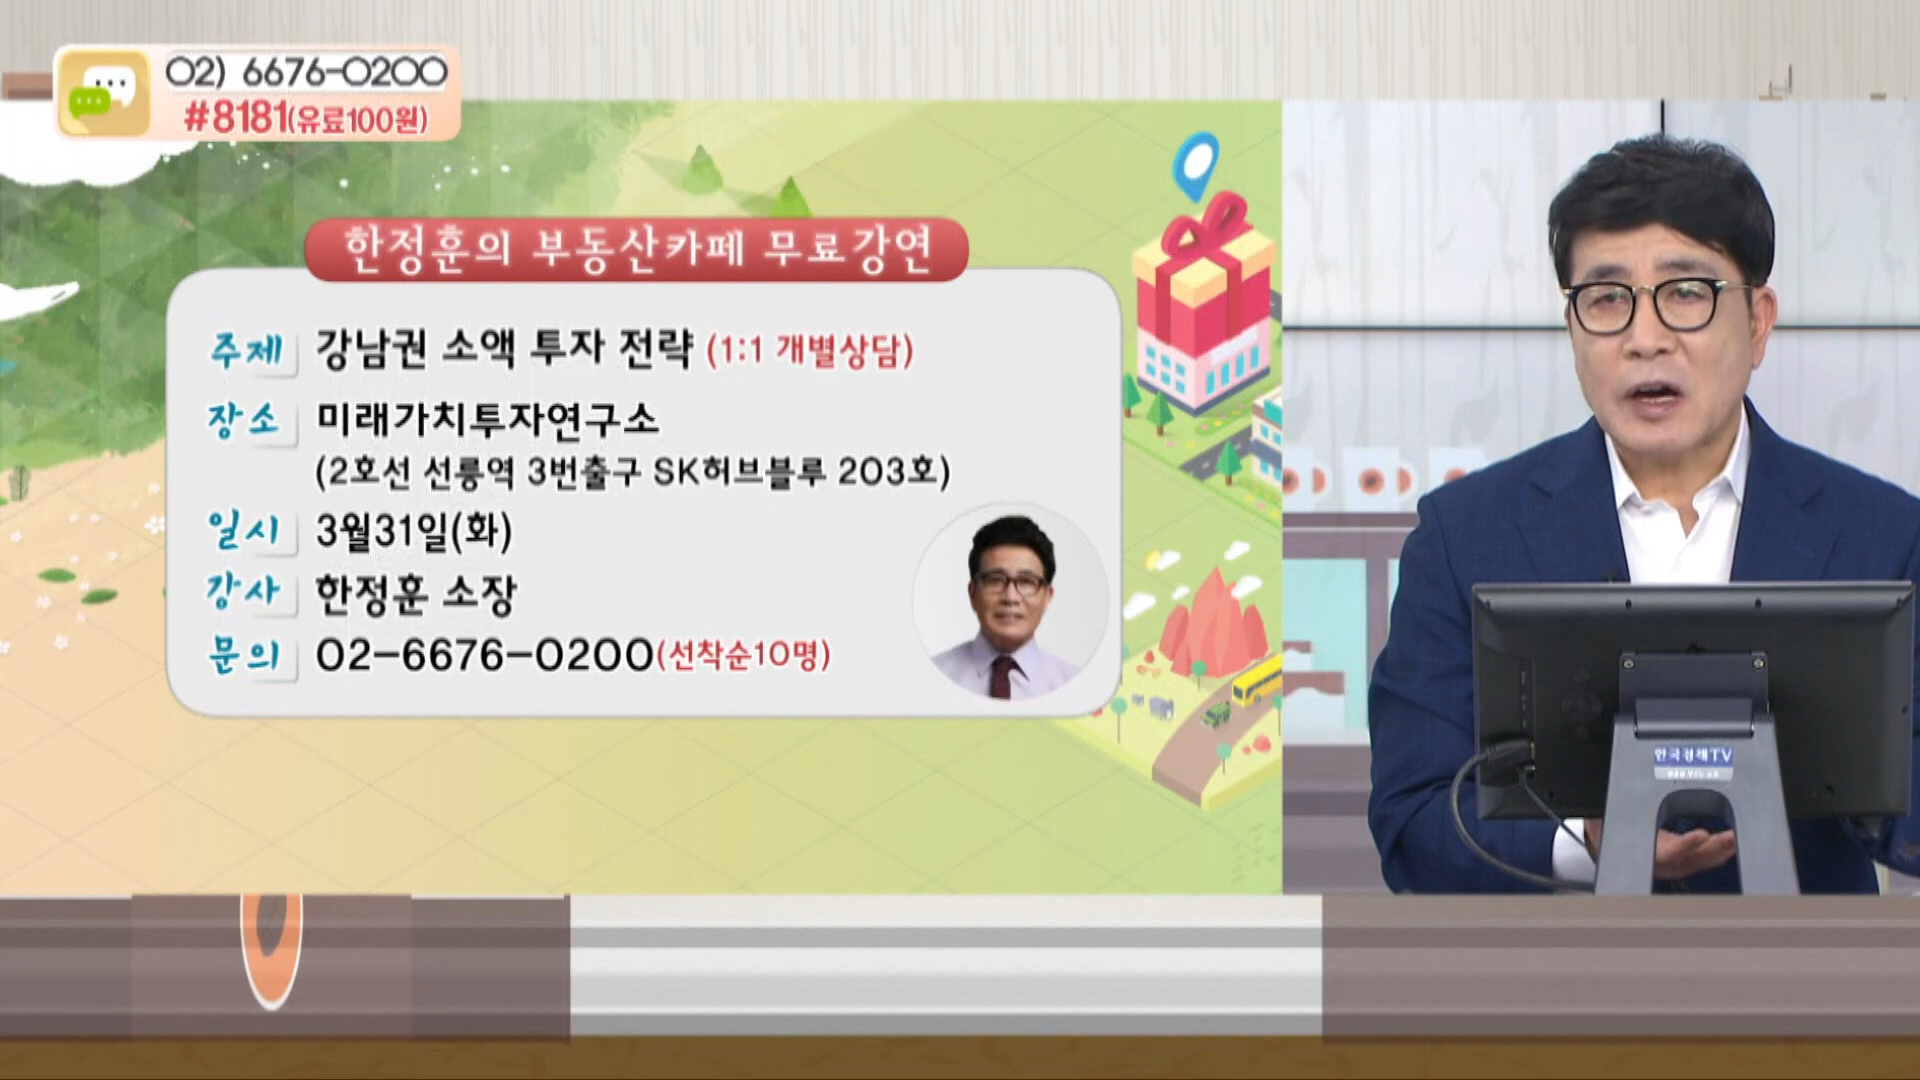 02) 6676-0200
#8181(유료100원)
한정훈의 부동산카페 무료강연
주제 강남권 소액 투자 전략 (1:1 개별상담)
장소 미래가치투자연구소
(2호선 선릉역 3번출구 SK허브블루 203호)
일시 3월31일(화)
강사 한정훈 소장
문의 02-6676-0200(선착순10명)
한국경제TV